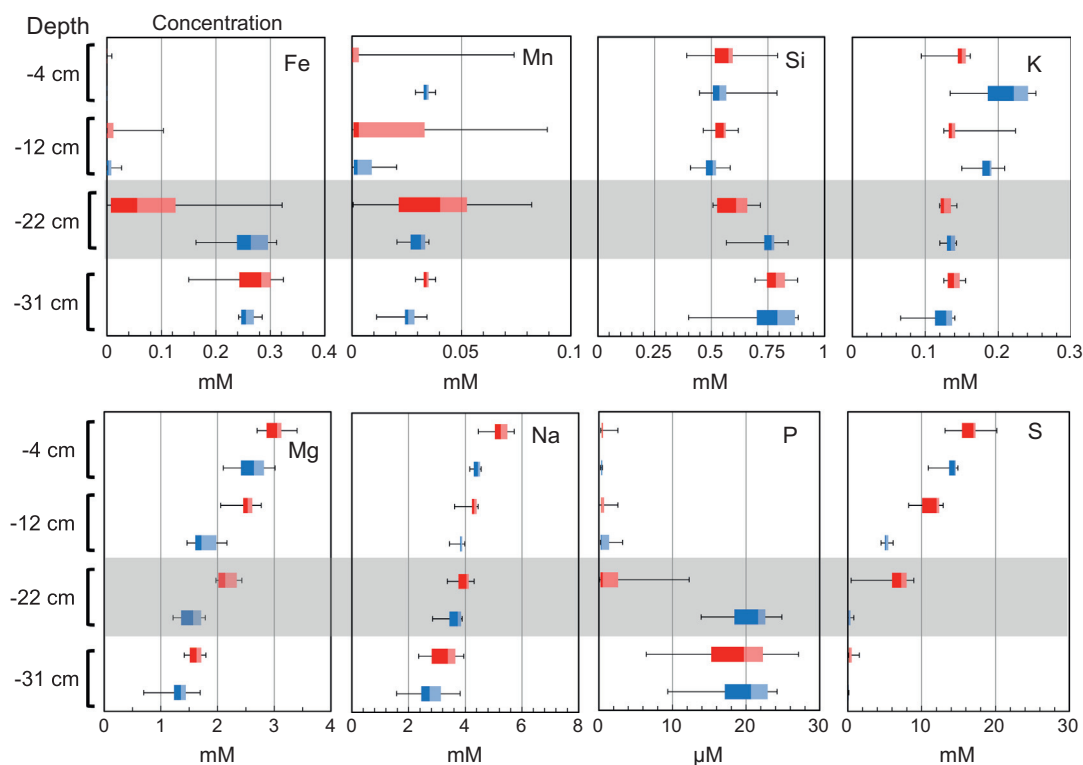 Depth Concentration
-4 cm
-12 cm
-22 cm
-31 cm
Fe
Mn
Si
K
0 0.1 0.2 0.3 0.4
0 0.05 0.1
0 0.25 0.5 0.75 1
0 0.1 0.2 0.3
mM mM mM mM
-4 cm
-12 cm
-22 cm
-31 cm
Mg
Na
P
S
0 1 2 3 4
0 2 4 6 8
0 10 20 30
0 10 20 30
mM mM µM mM